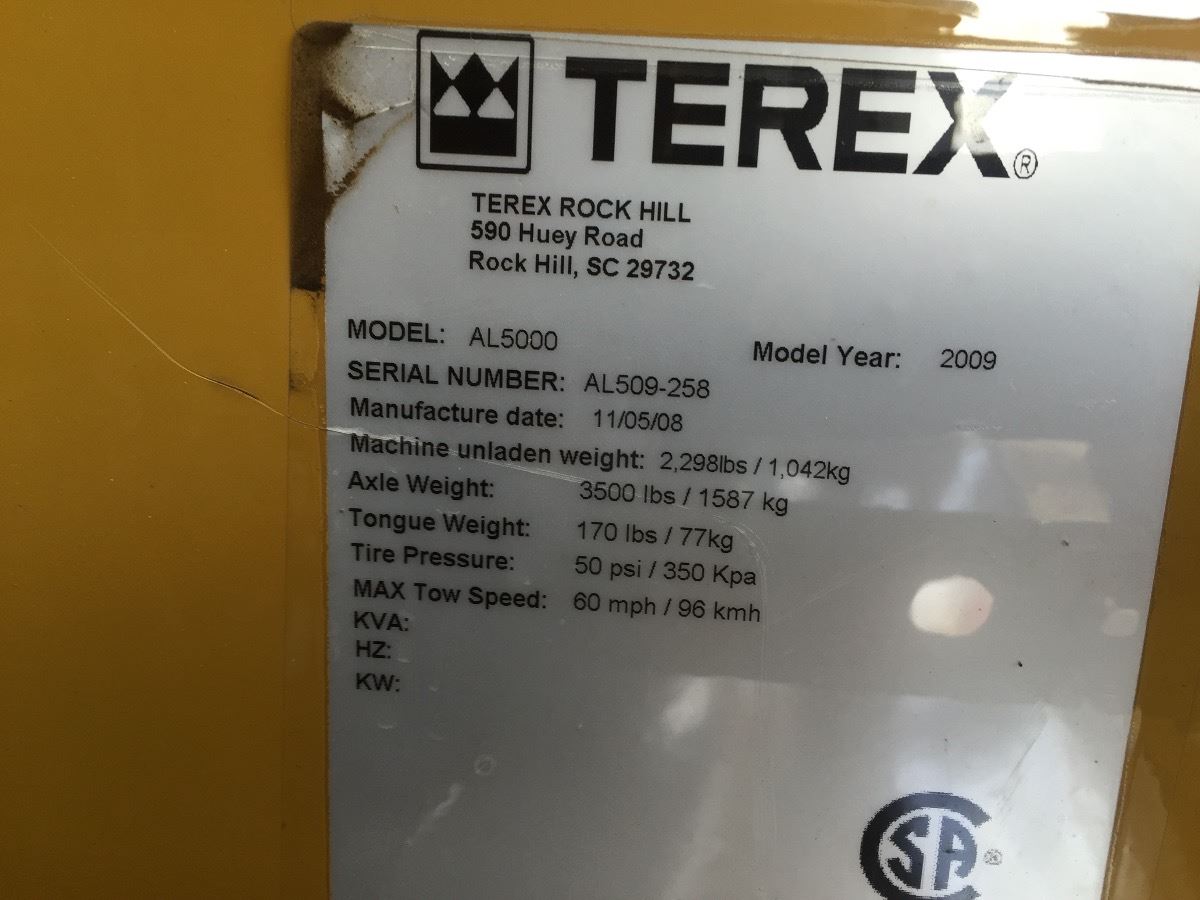 TEREX®
TEREX ROCK HILL
590 Huey Road
Rock Hill, SC 29732
MODEL: AL5000 Model Year: 2009
SERIAL NUMBER: AL509-258
Manufacture date: 11/05/08
Machine unladen weight: 2,298lbs / 1,042kg
Axle Weight: 3500 lbs / 1587 kg
Tongue Weight: 170 lbs / 77kg
Tire Pressure: 50 psi / 350 Kpa
MAX Tow Speed: 60 mph / 96 kmh
KVA:
HZ:
KW:
CSA®